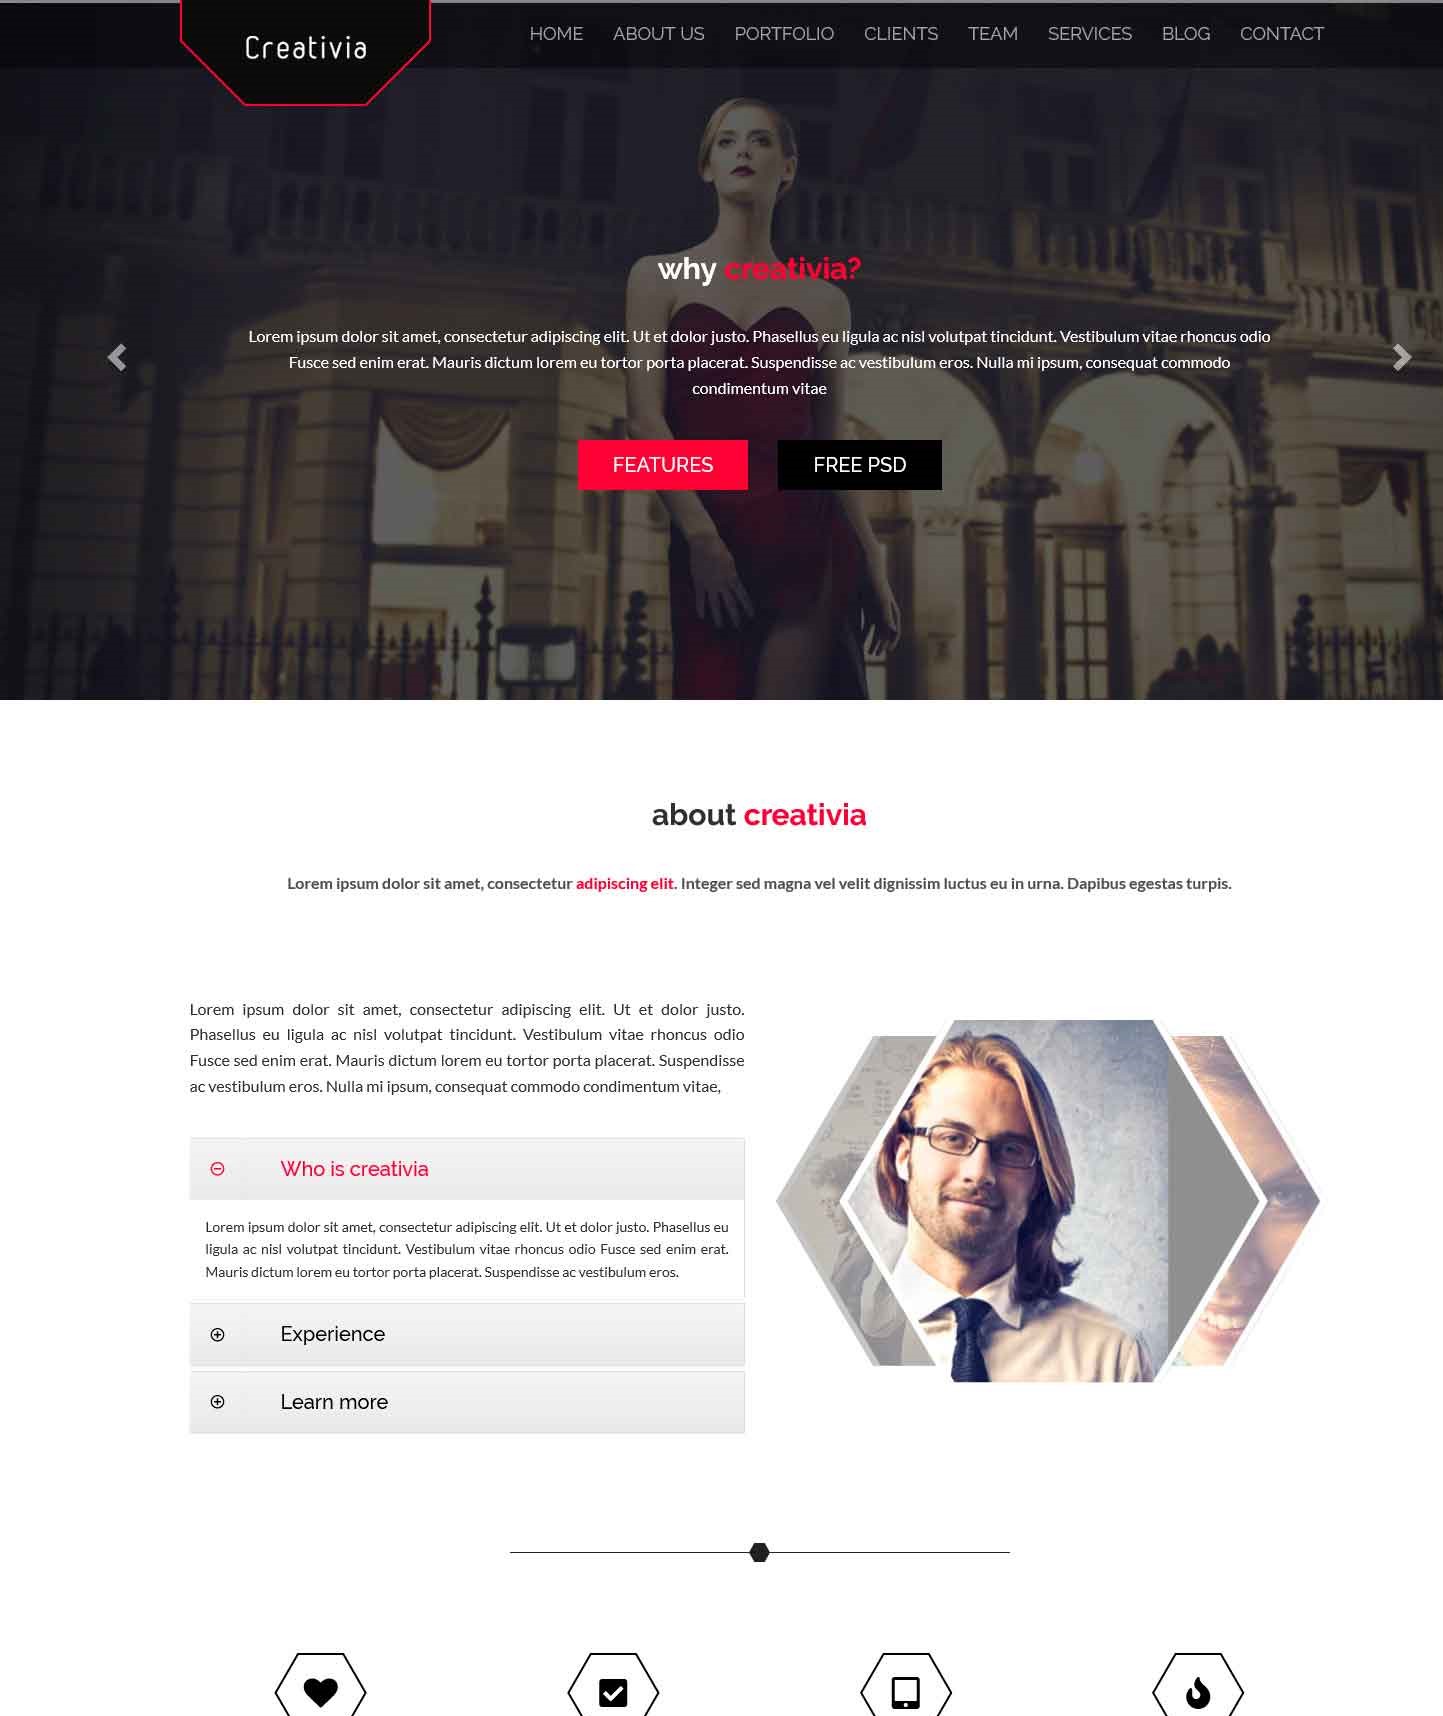 Creativia
HOME ABOUT US PORTFOLIO CLIENTS TEAM SERVICES BLOG CONTACT
why creativia?
Lorem ipsum dolor sit amet, consectetur adipiscing elit. Ut et dolor justo. Phasellus eu ligula ac nisl volutpat tincidunt. Vestibulum vitae rhoncus odio
Fusce sed enim erat. Mauris dictum lorem eu tortor porta placerat. Suspendisse ac vestibulum eros. Nulla mi ipsum, consequat commodo
condimentum vitae
FEATURES FREE PSD
about creativia
Lorem ipsum dolor sit amet, consectetur adipiscing elit. Integer sed magna vel velit dignissim luctus eu in urna. Dapibus egestas turpis.
Lorem ipsum dolor sit amet, consectetur adipiscing elit. Ut et dolor justo.
Phasellus eu ligula ac nisl volutpat tincidunt. Vestibulum vitae rhoncus odio
Fusce sed enim erat. Mauris dictum lorem eu tortor porta placerat. Suspendisse
ac vestibulum eros. Nulla mi ipsum, consequat commodo condimentum vitae,
Who is creativia
Lorem ipsum dolor sit amet, consectetur adipiscing elit. Ut et dolor justo. Phasellus eu
ligula ac nisl volutpat tincidunt. Vestibulum vitae rhoncus odio Fusce sed enim erat.
Mauris dictum lorem eu tortor porta placerat. Suspendisse ac vestibulum eros.
Experience
Learn more